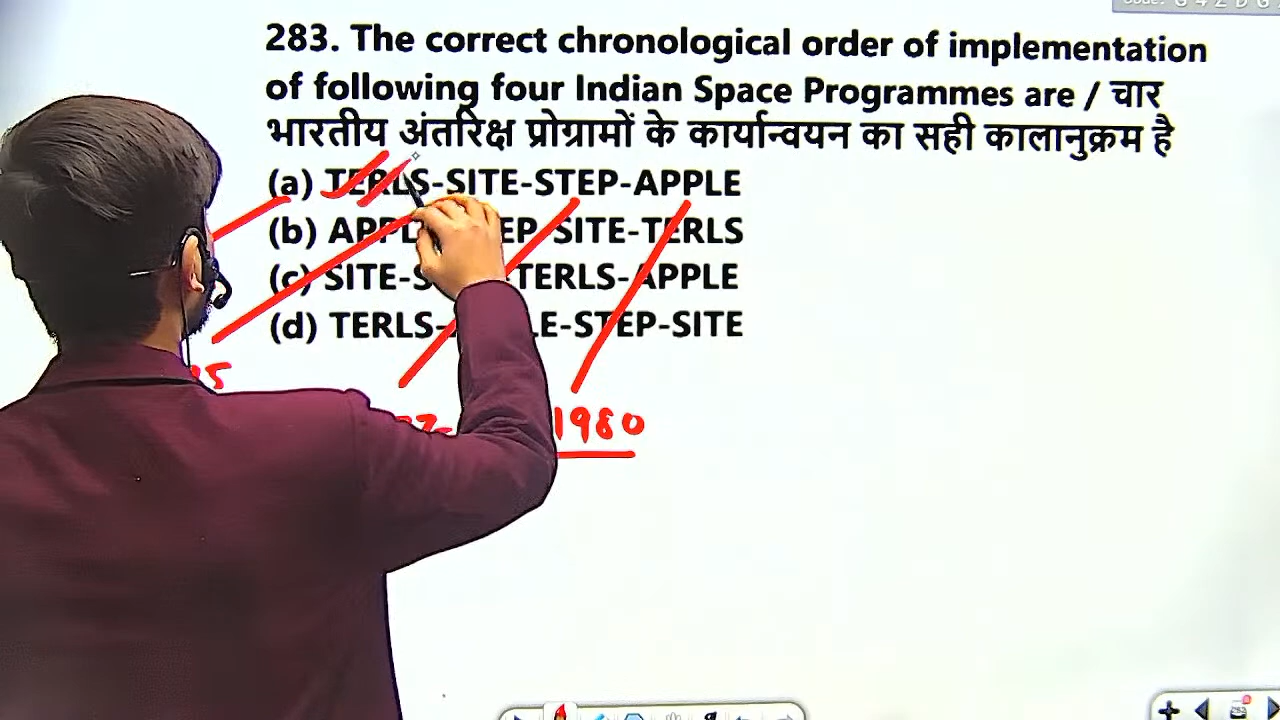 283. The correct chronological order of implementation
of following four Indian Space Programmes are / चार
भारतीय अंतरिक्ष प्रोग्रामों के कार्यान्वयन का सही कालानुक्रम है
(a) TERLS-SITE-STEP-APPLE
(b) SITE-TERLS
(c) SITE- TERLS-APPLE
(d) TERLS- STEP-SITE
1980